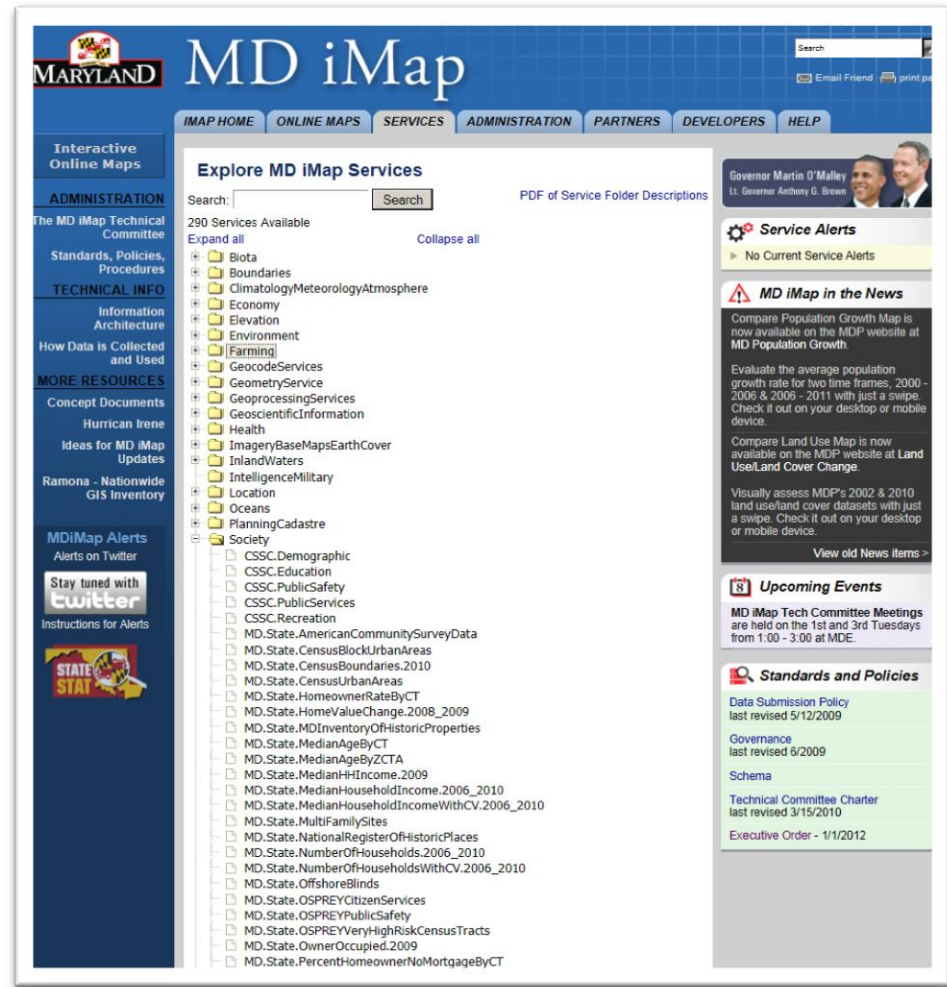 MARYLAND
MD iMap
Search
Email Friend print pa
IMAP HOME ONLINE MAPS SERVICES ADMINISTRATION PARTNERS DEVELOPERS HELP
Interactive
Online Maps
ADMINISTRATION
The MD iMap Technical
Committee
Standards, Policies,
Procedures
TECHNICAL INFO
Information
Architecture
How Data is Collected
and Used
MORE RESOURCES
Concept Documents
Hurrican Irene
Ideas for MD iMap
Updates
Ramona - Nationwide
GIS Inventory
MDiMap Alerts
Alerts on Twitter
Stay tuned with
twitter
Instructions for Alerts
STATE
STAT
Explore MD iMap Services
Search: Search PDF of Service Folder Descriptions
290 Services Available
Expand all Collapse all
Biota
Boundaries
ClimatologyMeteorologyAtmosphere
Economy
Elevation
Environment
Farming
GeocodeServices
GeometryService
GeoprocessingServices
GeoscientificInformation
Health
ImageryBaseMapsEarthCover
InlandWaters
IntelligenceMilitary
Location
Oceans
PlanningCadastre
Society
CSSC.Demographic
CSSC.Education
CSSC.PublicSafety
CSSC.PublicServices
CSSC.Recreation
MD.State.AmericanCommunitySurveyData
MD.State.CensusBlockUrbanAreas
MD.State.CensusBoundaries.2010
MD.State.CensusUrbanAreas
MD.State.HomeownerRateByCT
MD.State.HomeValueChange.2008_2009
MD.State.MDInventoryOfHistoricProperties
MD.State.MedianAgeByCT
MD.State.MedianAgeByZCTA
MD.State.MedianHHIncome.2009
MD.State.MedianHouseholdIncome.2006_2010
MD.State.MedianHouseholdIncomeWithCV.2006_2010
MD.State.MultiFamilySites
MD.State.NationalRegisterOfHistoricPlaces
MD.State.NumberOfHouseholds.2006_2010
MD.State.NumberOfHouseholdsWithCV.2006_2010
MD.State.OffshoreBlinds
MD.State.OSPREYCitizenServices
MD.State.OSPREYPublicSafety
MD.State.OSPREYVeryHighRiskCensusTracts
MD.State.OwnerOccupied.2009
MD.State.PercentHomeownerNoMortgageByCT
Governor Martin O'Malley
Lt. Governor Anthony G. Brown
Service Alerts
No Current Service Alerts
MD iMap in the News
Compare Population Growth Map is
now available on the MDP website at
MD Population Growth.
Evaluate the average population
growth rate for two time frames, 2000 -
2006 & 2006 - 2011 with just a swipe.
Check it out on your desktop or mobile
device.
Compare Land Use Map is now
available on the MDP website at Land
Use/Land Cover Change.
Visually assess MDP's 2002 & 2010
land use/land cover datasets with just
a swipe. Check it out on your desktop
or mobile device.
View old News items >
8 Upcoming Events
MD iMap Tech Committee Meetings
are held on the 1st and 3rd Tuesdays
from 1:00 - 3:00 at MDE.
Standards and Policies
Data Submission Policy
last revised 5/12/2009
Governance
last revised 6/2009
Schema
Technical Committee Charter
last revised 3/15/2010
Executive Order - 1/1/2012